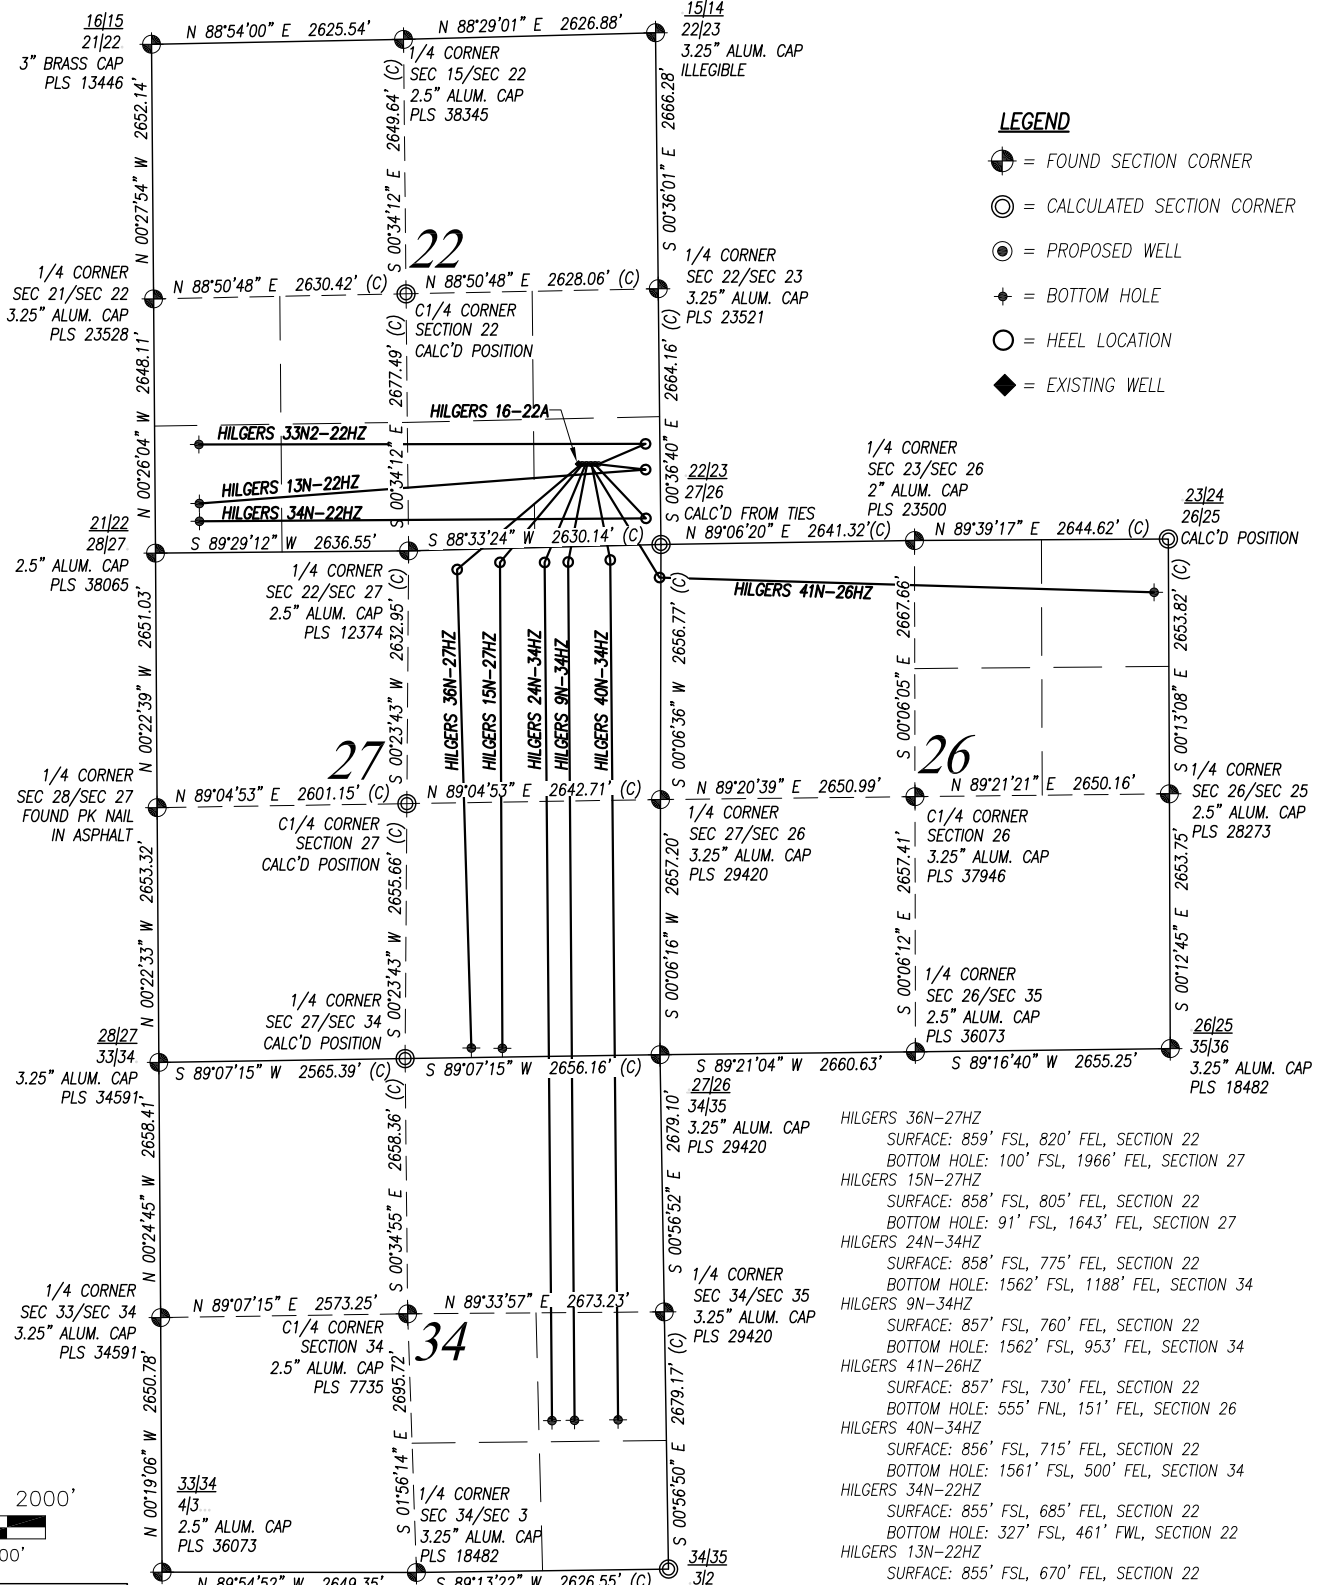 16|15
21|22
3" BRASS CAP
PLS 13446
N 88°54'00" E 2625.54'
N 88°29'01" E 2626.88'
15|14
22|23
3.25" ALUM. CAP
ILLEGIBLE
1/4 CORNER
SEC 15/SEC 22
2.5" ALUM. CAP
PLS 38345
N 00°27'54" W 2652.14'
S 00°34'12" E 2649.64' (C)
S 00°36'01" E 2666.28'
LEGEND
= FOUND SECTION CORNER
= CALCULATED SECTION CORNER
= PROPOSED WELL
= BOTTOM HOLE
= HEEL LOCATION
= EXISTING WELL
22
1/4 CORNER
SEC 21/SEC 22
3.25" ALUM. CAP
PLS 23528
N 88°50'48" E 2630.42' (C)
N 88°50'48" E 2628.06' (C)
1/4 CORNER
SEC 22/SEC 23
3.25" ALUM. CAP
PLS 23521
C1/4 CORNER
SECTION 22
CALC'D POSITION
N 00°26'04" W 2648.11'
S 00°34'12" E 2677.49' (C)
S 00°36'40" E 2664.16' (C)
HILGERS 16-22A
HILGERS 33N2-22HZ
HILGERS 13N-22HZ
HILGERS 34N-22HZ
22|23
27|26
CALC'D FROM TIES
1/4 CORNER
SEC 23/SEC 26
2" ALUM. CAP
PLS 23500
23|24
26|25
CALC'D POSITION
21|22
28|27
2.5" ALUM. CAP
PLS 38065
S 89°29'12" W 2636.55'
S 88°33'24" W 2630.14' (C)
N 89°06'20" E 2641.32'(C)
N 89°39'17" E 2644.62' (C)
1/4 CORNER
SEC 22/SEC 27
2.5" ALUM. CAP
PLS 12374
HILGERS 41N-26HZ
N 00°22'39" W 2651.03'
S 00°23'43" W 2632.95' (C)
HILGERS 36N-27HZ
HILGERS 15N-27HZ
HILGERS 24N-34HZ
HILGERS 9N-34HZ
HILGERS 40N-34HZ
S 00°06'36" W 2656.77' (C)
S 00°06'05" E 2667.66'
S 00°13'08" E 2653.82' (C)
27
26
1/4 CORNER
SEC 28/SEC 27
FOUND PK NAIL
IN ASPHALT
N 89°04'53" E 2601.15' (C)
N 89°04'53" E 2642.71' (C)
N 89°20'39" E 2650.99'
N 89°21'21" E 2650.16'
1/4 CORNER
SEC 26/SEC 25
2.5" ALUM. CAP
PLS 28273
C1/4 CORNER
SECTION 27
CALC'D POSITION
1/4 CORNER
SEC 27/SEC 26
3.25" ALUM. CAP
PLS 29420
C1/4 CORNER
SECTION 26
3.25" ALUM. CAP
PLS 37946
N 00°22'33" W 2653.32'
S 00°23'43" W 2655.66' (C)
S 00°06'16" W 2657.20'
S 00°06'12" E 2657.41'
S 00°12'45" E 2653.75'
1/4 CORNER
SEC 27/SEC 34
CALC'D POSITION
1/4 CORNER
SEC 26/SEC 35
2.5" ALUM. CAP
PLS 36073
28|27
33|34
3.25" ALUM. CAP
PLS 34591
S 89°07'15" W 2565.39' (C)
S 89°07'15" W 2656.16' (C)
S 89°21'04" W 2660.63'
S 89°16'40" W 2655.25'
26|25
35|36
3.25" ALUM. CAP
PLS 18482
27|26
34|35
3.25" ALUM. CAP
PLS 29420
N 00°24'45" W 2658.41'
S 00°34'55" E 2658.36' (C)
S 00°56'52" E 2679.10'
1/4 CORNER
SEC 33/SEC 34
3.25" ALUM. CAP
PLS 34591
N 89°07'15" E 2573.25'
N 89°33'57" E 2673.23'
1/4 CORNER
SEC 34/SEC 35
3.25" ALUM. CAP
PLS 29420
C1/4 CORNER
SECTION 34
2.5" ALUM. CAP
PLS 7735
34
N 00°19'06" W 2650.78'
S 01°56'14" E 2695.72'
S 00°56'50" E 2679.17' (C)
33|34
4|3
2.5" ALUM. CAP
PLS 36073
1/4 CORNER
SEC 34/SEC 3
3.25" ALUM. CAP
PLS 18482
N 89°54'52" W 2649.35'
S 89°13'22" W 2626.55' (C)
34|35
3|2
2000'
00'
HILGERS 36N-27HZ
SURFACE: 859' FSL, 820' FEL, SECTION 22
BOTTOM HOLE: 100' FSL, 1966' FEL, SECTION 27
HILGERS 15N-27HZ
SURFACE: 858' FSL, 805' FEL, SECTION 22
BOTTOM HOLE: 91' FSL, 1643' FEL, SECTION 27
HILGERS 24N-34HZ
SURFACE: 858' FSL, 775' FEL, SECTION 22
BOTTOM HOLE: 1562' FSL, 1188' FEL, SECTION 34
HILGERS 9N-34HZ
SURFACE: 857' FSL, 760' FEL, SECTION 22
BOTTOM HOLE: 1562' FSL, 953' FEL, SECTION 34
HILGERS 41N-26HZ
SURFACE: 857' FSL, 730' FEL, SECTION 22
BOTTOM HOLE: 555' FNL, 151' FEL, SECTION 26
HILGERS 40N-34HZ
SURFACE: 856' FSL, 715' FEL, SECTION 22
BOTTOM HOLE: 1561' FSL, 500' FEL, SECTION 34
HILGERS 34N-22HZ
SURFACE: 855' FSL, 685' FEL, SECTION 22
BOTTOM HOLE: 327' FSL, 461' FWL, SECTION 22
HILGERS 13N-22HZ
SURFACE: 855' FSL, 670' FEL, SECTION 22